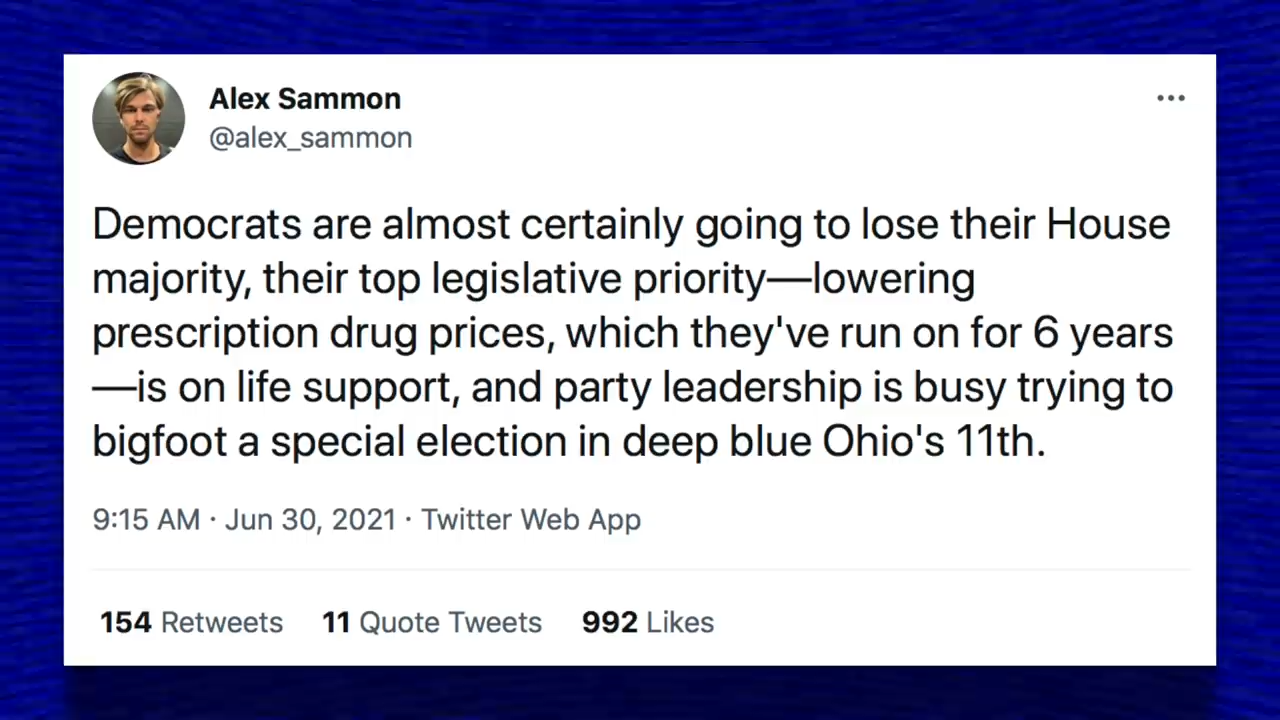 Alex Sammon
@alex_sammon
Democrats are almost certainly going to lose their House
majority, their top legislative priority—lowering
prescription drug prices, which they've run on for 6 years
—is on life support, and party leadership is busy trying to
bigfoot a special election in deep blue Ohio's 11th.
9:15 AM · Jun 30, 2021 · Twitter Web App
154 Retweets 11 Quote Tweets 992 Likes